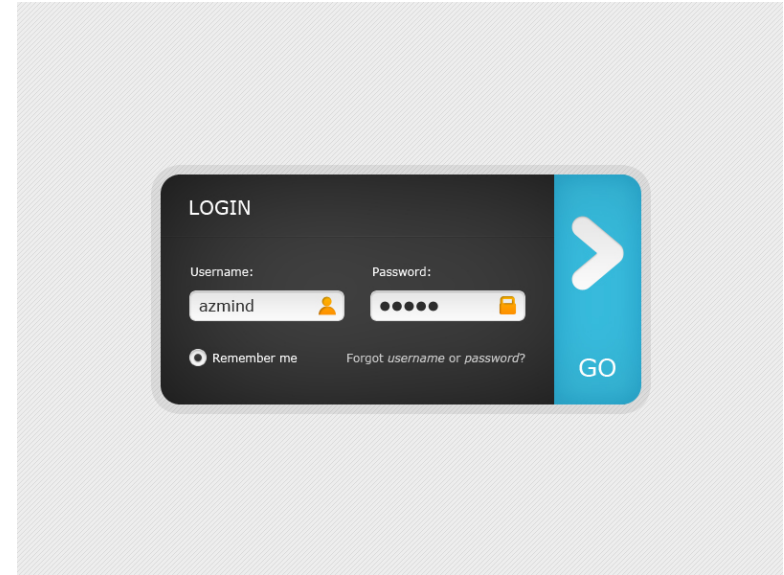 LOGIN
Username: Password:
azmind ●●●●●
Remember me Forgot username or password?
GO